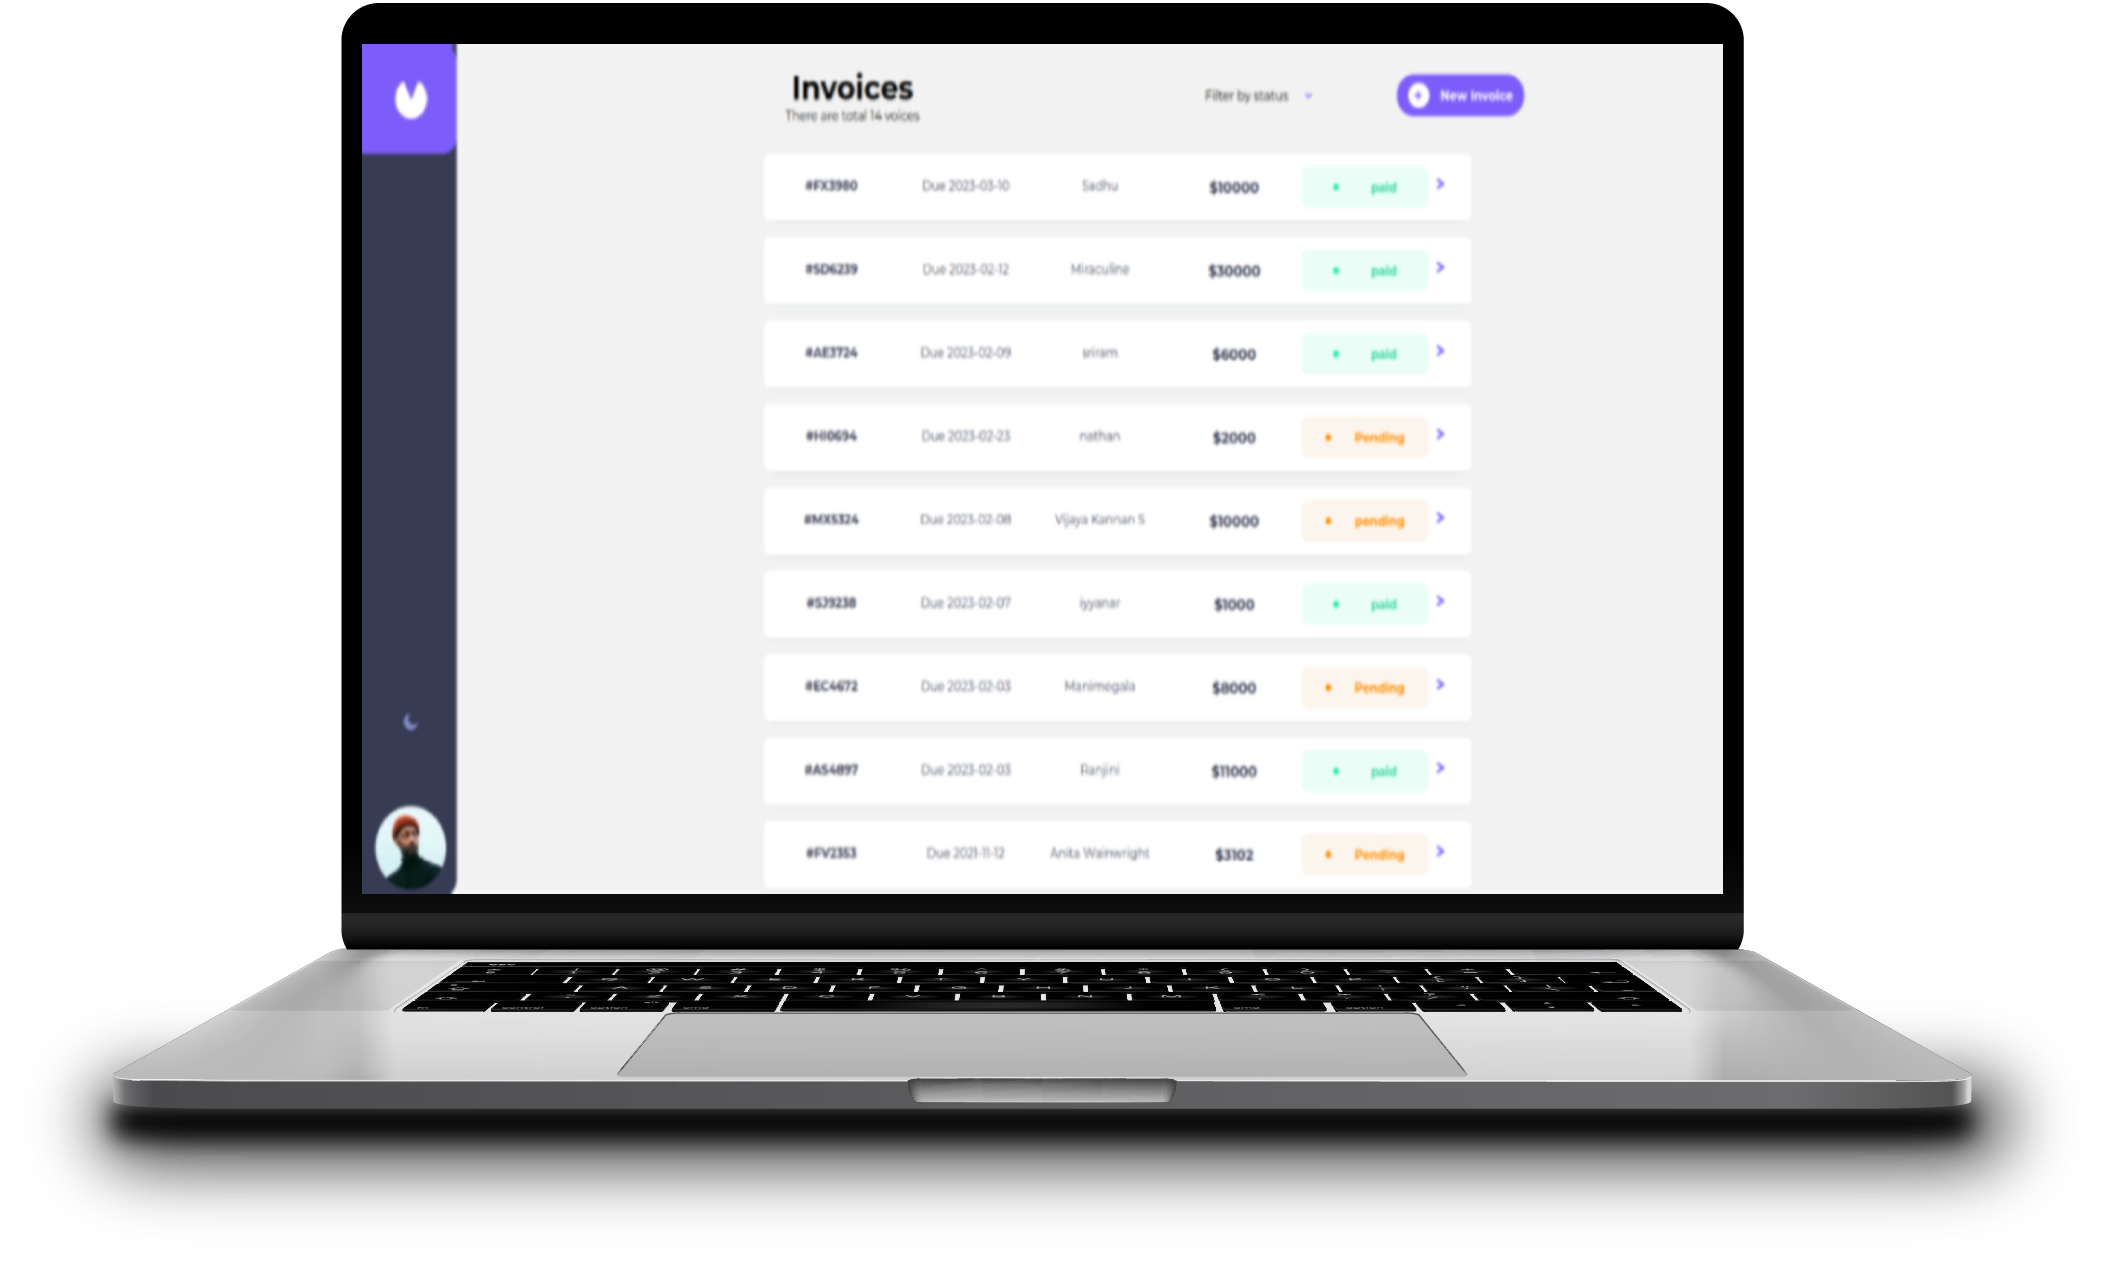 Invoices
There are total 14 voices
Filter by status
New Invoice
#FX3980 Due 2023-03-10 Sadhu $10000 paid
#SD6239 Due 2023-02-12 Miraculine $30000 paid
#AE3724 Due 2023-02-09 sriram $6000 paid
#HI0694 Due 2023-02-23 nathan $2000 Pending
#MX5324 Due 2023-02-08 Vijaya Kannan S $10000 pending
#SJ9238 Due 2023-02-07 iyyanar $1000 paid
#EC4672 Due 2023-02-03 Manimegala $8000 Pending
#AS4897 Due 2023-02-03 Ranjini $11000 paid
#FV2353 Due 2021-11-12 Anita Wainwright $3102 Pending